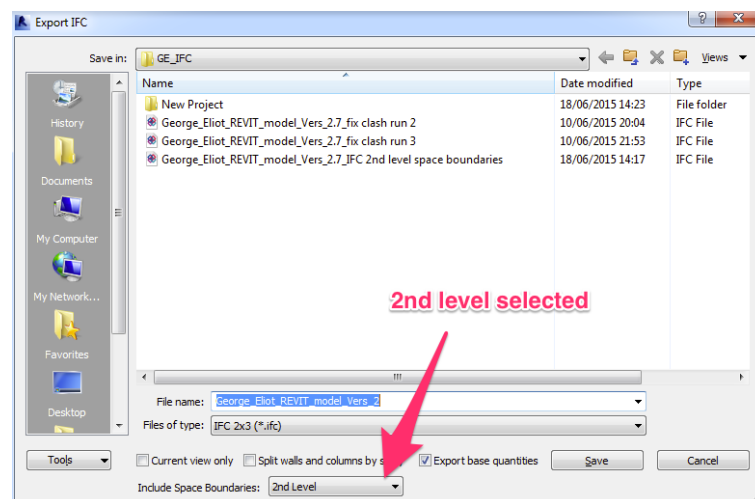 Export IFC
Save in: GE_IFC Views
Name Date modified Type
New Project 18/06/2015 14:23 File folder
George_Eliot_REVIT_model_Vers_2.7_fix clash run 2 10/06/2015 20:04 IFC File
George_Eliot_REVIT_model_Vers_2.7_fix clash run 3 10/06/2015 21:53 IFC File
George_Eliot_REVIT_model_Vers_2.7_IFC 2nd level space boundaries 18/06/2015 14:17 IFC File
History
Documents
My Computer
My Network...
Favorites
Desktop
2nd level selected
File name: George_Eliot_REVIT_model_Vers_2
Files of type: IFC 2x3 (*.ifc)
Tools Current view only Split walls and columns by Export base quantities Save Cancel
Include Space Boundaries: 2nd Level